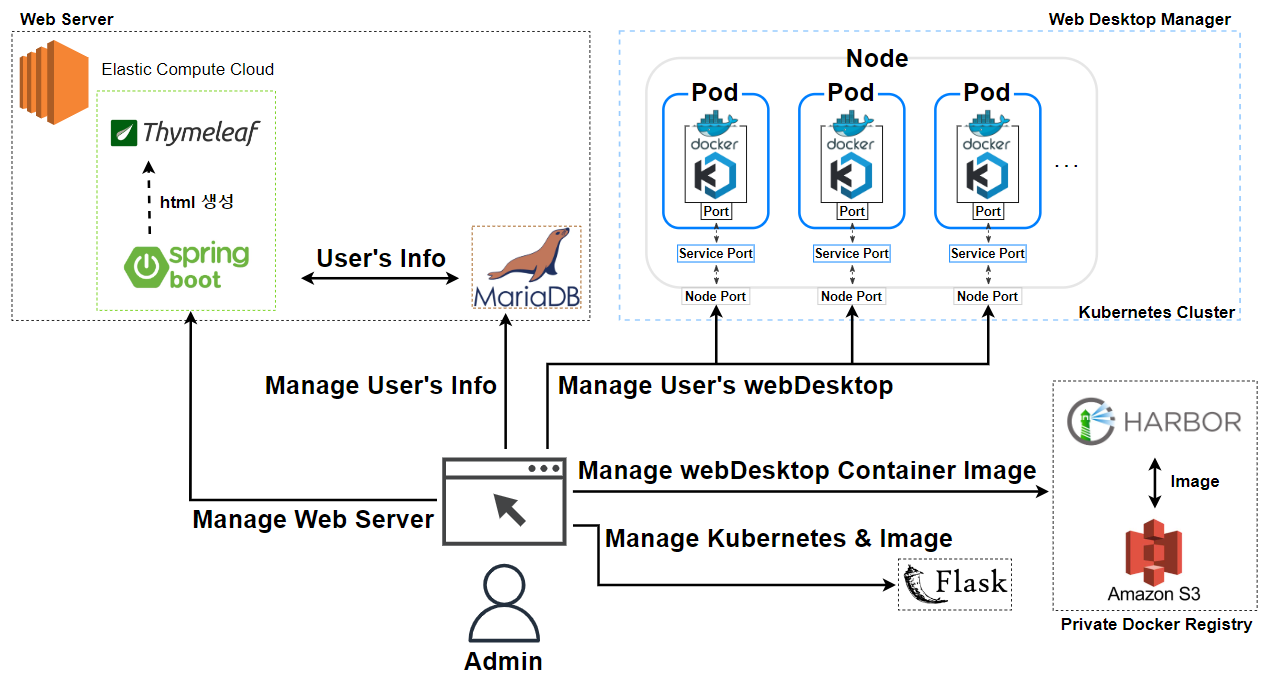 Web Server
Elastic Compute Cloud
Thymeleaf
html 생성
spring
boot
User's Info
MariaDB
Web Desktop Manager
Node
Pod
Pod
Pod
docker
docker
docker
...
Port
Port
Port
Service Port
Service Port
Service Port
Node Port
Node Port
Node Port
Kubernetes Cluster
Manage User's Info
Manage User's webDesktop
Manage webDesktop Container Image
Manage Web Server
Manage Kubernetes & Image
Flask
HARBOR
Image
Amazon S3
Private Docker Registry
Admin